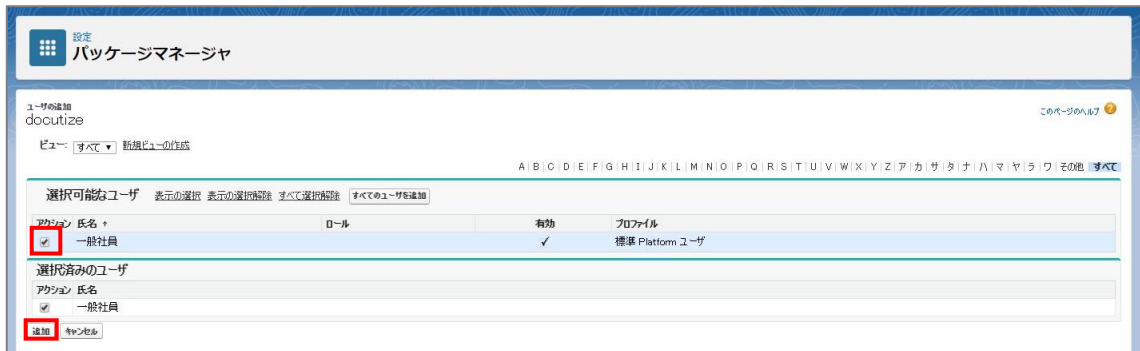 設定
パッケージマネージャ
ユーザの追加
docutize
このページのヘルプ
ビュー: すべて 新規ビューの作成
A | B | C | D | E | F | G | H | I | J | K | L | M | N | O | P | Q | R | S | T | U | V | W | X | Y | Z | ア | カ | サ | タ | ナ | ハ | マ | ヤ | ラ | ワ | その他 すべて
選択可能なユーザ 表示の選択 表示の選択解除 すべて選択解除 すべてのユーザを追加
アクション 氏名 ↑ ロール 有効 プロファイル
一般社員 ✓ 標準 Platform ユーザ
選択済みのユーザ
アクション 氏名
一般社員
追加 キャンセル